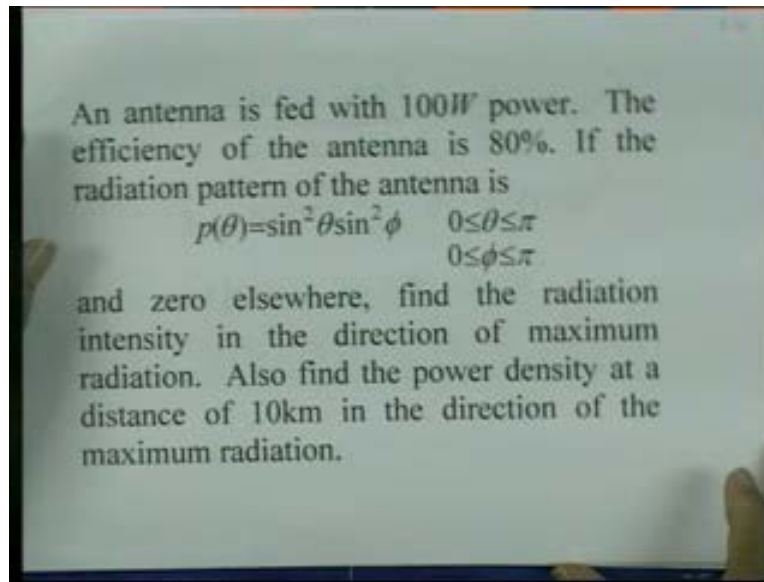 An antenna is fed with 100W power. The
efficiency of the antenna is 80%. If the
radiation pattern of the antenna is
p(θ)=sin²θsin²ϕ 0≤θ≤π
0≤ϕ≤π
and zero elsewhere, find the radiation
intensity in the direction of maximum
radiation. Also find the power density at a
distance of 10km in the direction of the
maximum radiation.